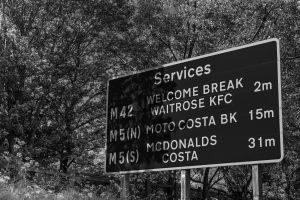 Services
M42 WELCOME BREAK 2m
WAITROSE KFC
M5(N) MOTO COSTA BK 15m
M5(S) MCDONALDS 31m
COSTA